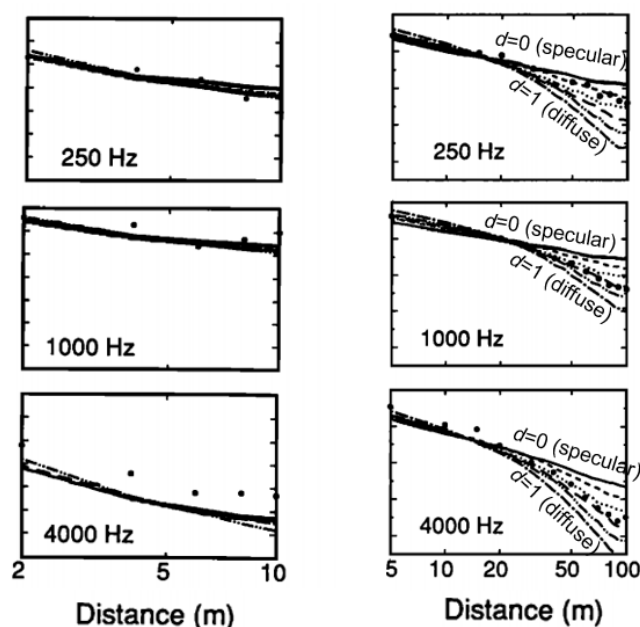 250 Hz
1000 Hz
4000 Hz
2 5 10
Distance (m)
d=0 (specular)
d=1 (diffuse)
250 Hz
d=0 (specular)
d=1 (diffuse)
1000 Hz
d=0 (specular)
d=1 (diffuse)
4000 Hz
5 10 20 50 100
Distance (m)